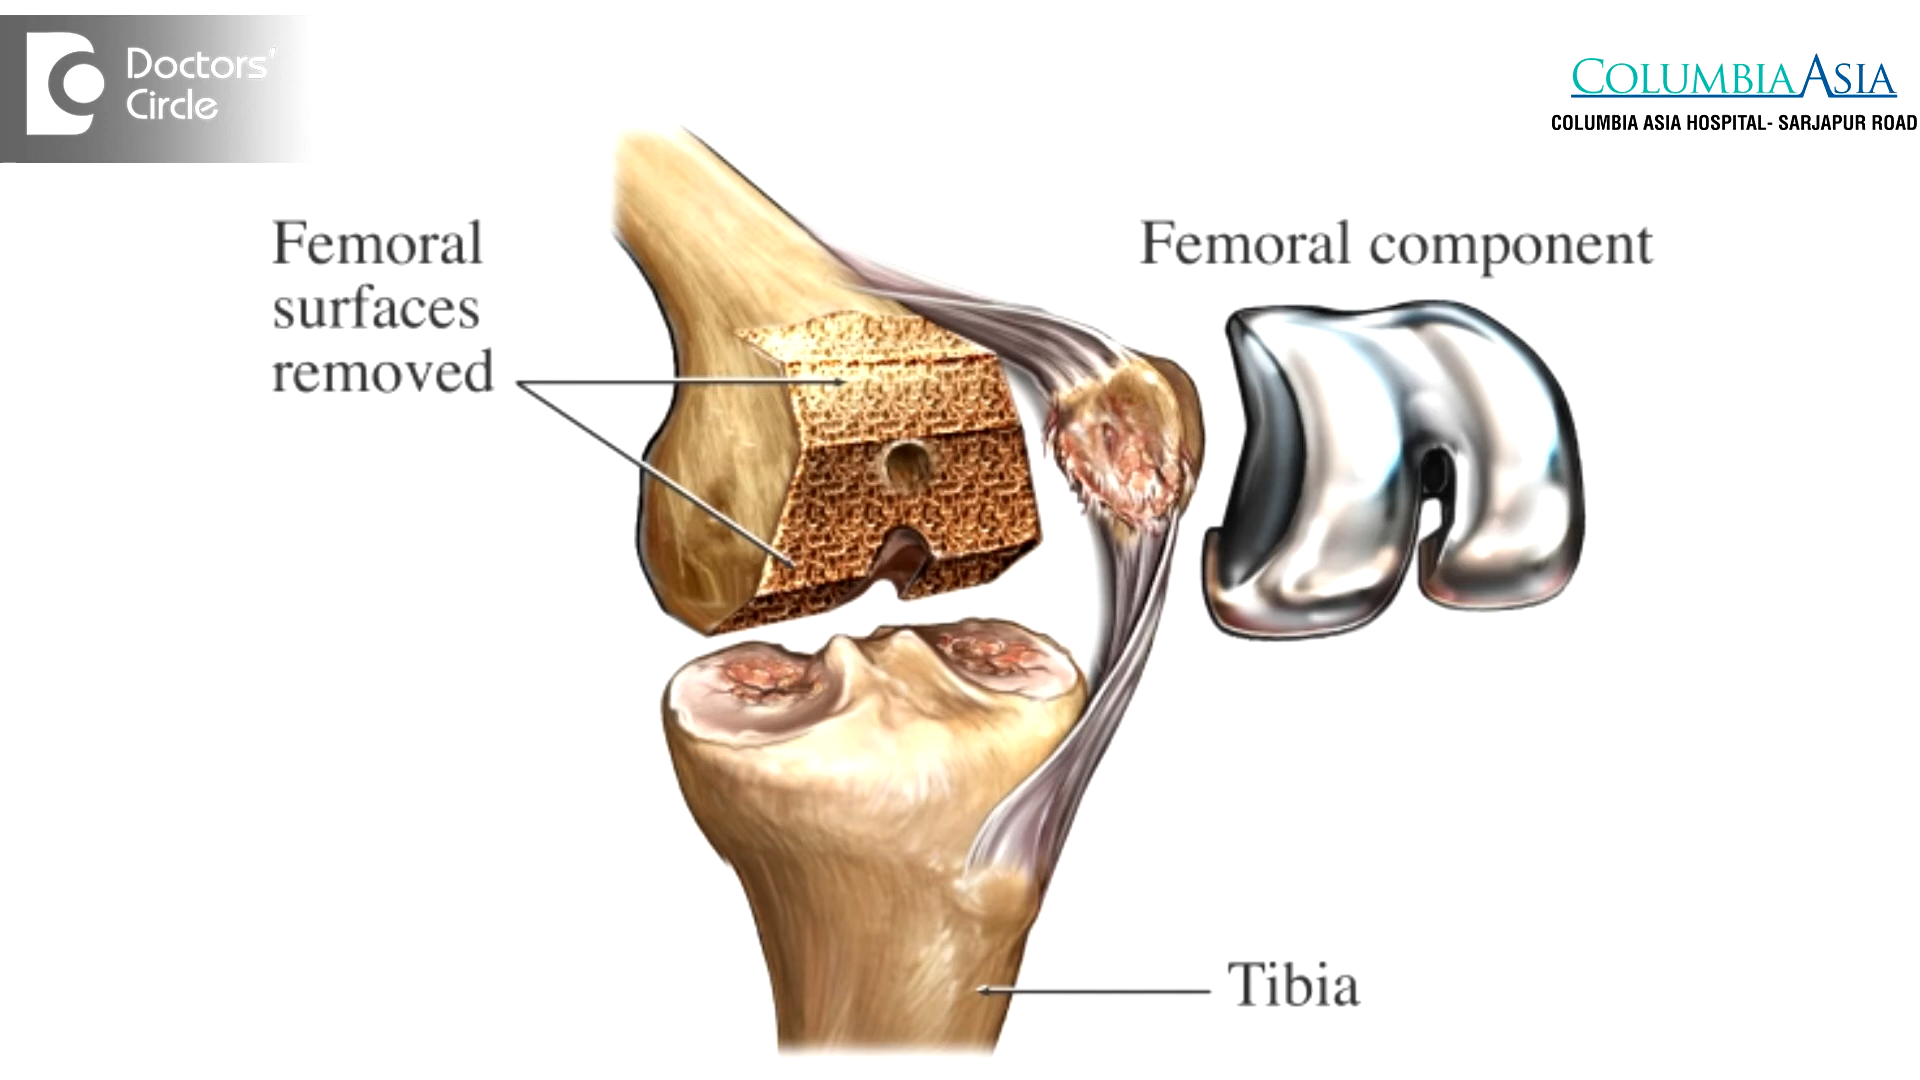 Doctors'
Circle
COLUMBIA ASIA
COLUMBIA ASIA HOSPITAL- SARJAPUR ROAD
Femoral
surfaces
removed
Femoral component
Tibia